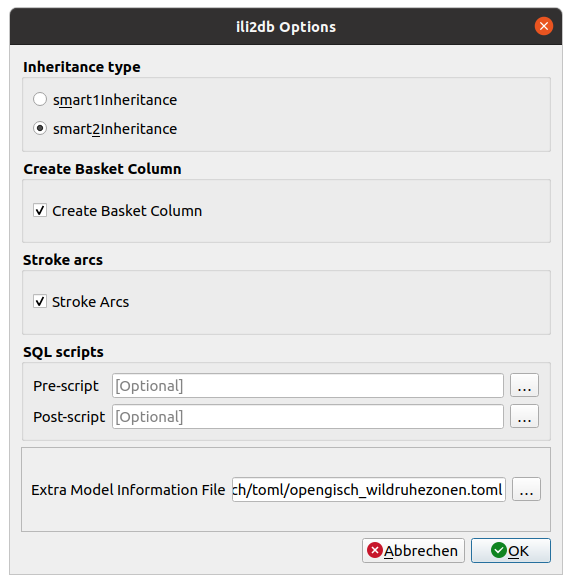 ili2db Options
Inheritance type
smart1Inheritance
smart2Inheritance
Create Basket Column
Create Basket Column
Stroke arcs
Stroke Arcs
SQL scripts
Pre-script [Optional] ...
Post-script [Optional] ...
Extra Model Information File ch/toml/opengisch_wildruhezonen.toml ...
Abbrechen OK